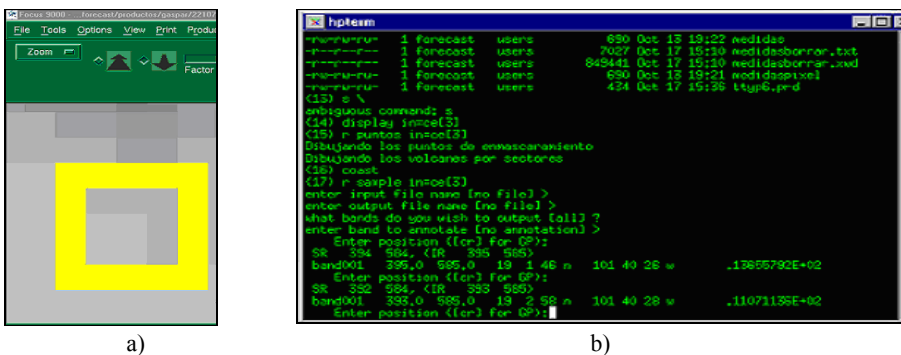 Focus 9000 - _forecast/productos/gaspar/22107
File Tools Options View Print Produc
Zoom
Factor
a)
hpterm
-rw-rw-rw- 1 forecast users 690 Oct 13 19:22 medidas
-r--r--r-- 1 forecast users 7027 Oct 17 15:10 medidasborrar.txt
-r--r--r-- 1 forecast users 849441 Oct 17 15:10 medidasborrar.xwd
-rw-rw-rw- 1 forecast users 690 Oct 13 19:21 medidaspixel
-rw-rw-rw- 1 forecast users 434 Oct 17 15:36 ttyp6.prd
(13) s \
ambiguous command: s
(14) display in=ce[3]
(15) r puntos in=ce[3]
Dibujando los puntos de enmascaramiento
Dibujando los volcanes por sectores
(16) coast
(17) r sample in=ce[3]
enter input file name [no file] >
enter output file name [no file] >
what bands do you wish to output [all] ?
enter band to annotate [no annotation] >
Enter position ([cr] for GP):
SR 394 584, (IR 395 585)
band001 395.0 585.0 19 1 46 n 101 40 26 w .13655792E+02
Enter position ([cr] for GP):
SR 392 584, (IR 393 585)
band001 393.0 585.0 19 2 58 n 101 40 28 w .11071136E+02
Enter position ([cr] for GP):
b)